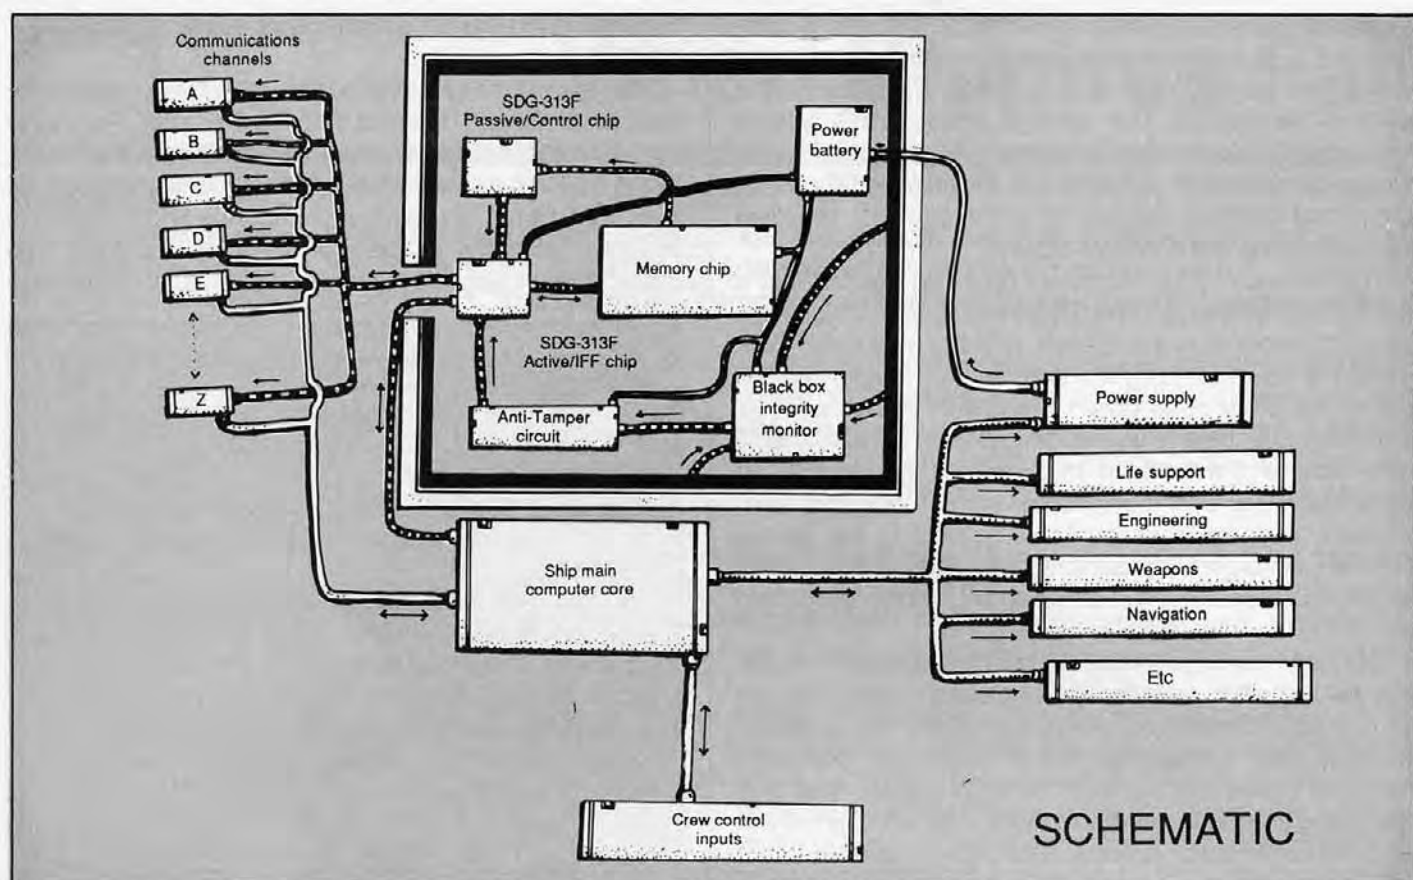 Communications
channels
A
B
C
D
E
Z
SDG-313F
Passive/Control chip
Power
battery
Memory chip
SDG-313F
Active/IFF chip
Anti-Tamper
circuit
Black box
integrity
monitor
Power supply
Life support
Engineering
Weapons
Navigation
Etc
Ship main
computer core
Crew control
inputs
SCHEMATIC